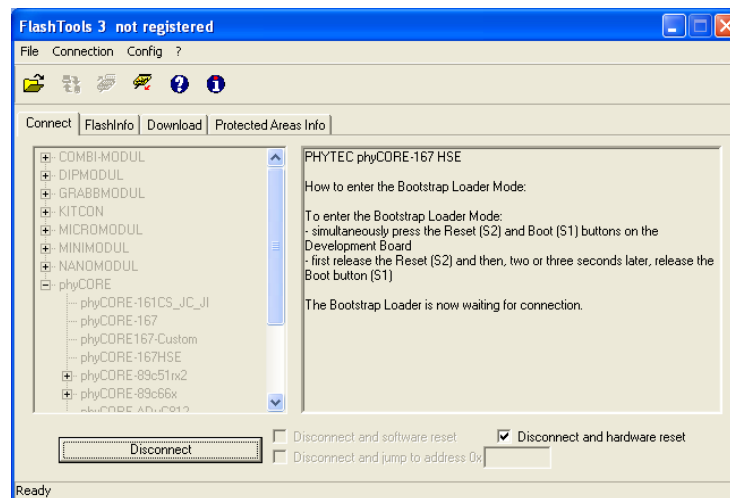 FlashTools 3 not registered
File Connection Config ?
Connect FlashInfo Download Protected Areas Info
COMBI-MODUL
DIPMODUL
GRABBMODUL
KITCON
MICROMODUL
MINIMODUL
NANOMODUL
phyCORE
phyCORE-161CS_JC_JI
phyCORE-167
phyCORE167-Custom
phyCORE-167HSE
phyCORE-89c51rx2
phyCORE-89c66x
phyCORE-ADuC812
PHYTEC phyCORE-167 HSE
How to enter the Bootstrap Loader Mode:
To enter the Bootstrap Loader Mode:
- simultaneously press the Reset (S2) and Boot (S1) buttons on the
Development Board
- first release the Reset (S2) and then, two or three seconds later, release the
Boot button (S1)
The Bootstrap Loader is now waiting for connection.
Disconnect
Disconnect and software reset
Disconnect and hardware reset
Disconnect and jump to address 0x
Ready